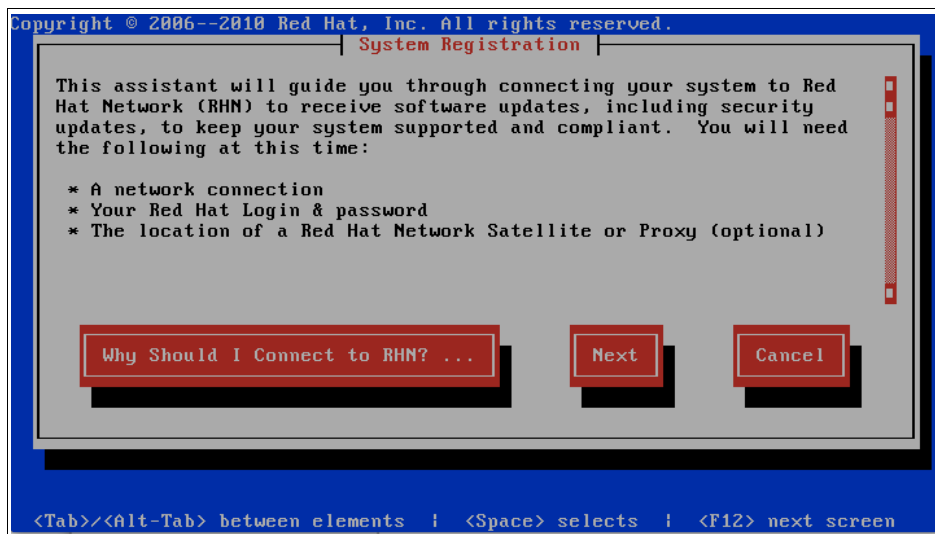 Copyright © 2006--2010 Red Hat, Inc. All rights reserved.
System Registration
This assistant will guide you through connecting your system to Red
Hat Network (RHN) to receive software updates, including security
updates, to keep your system supported and compliant.  You will need
the following at this time:
* A network connection
* Your Red Hat Login & password
* The location of a Red Hat Network Satellite or Proxy (optional)
Why Should I Connect to RHN? ... Next Cancel
<Tab>/<Alt-Tab> between elements | <Space> selects | <F12> next screen